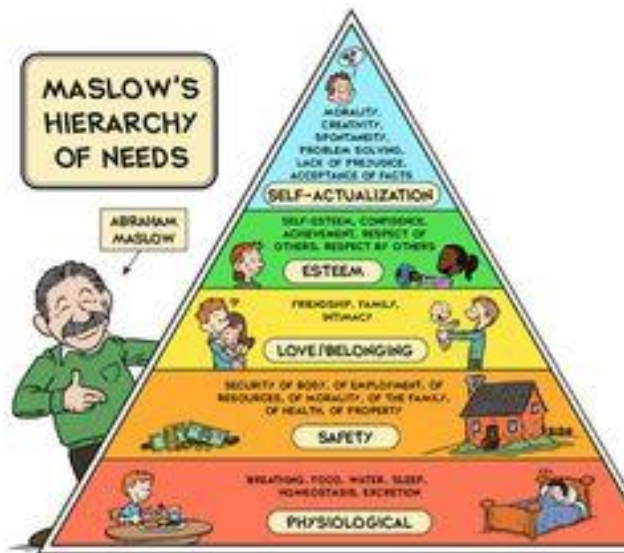 MASLOW'S
HIERARCHY
OF NEEDS
ABRAHAM
MASLOW
MORALITY,
CREATIVITY,
SPONTANEITY,
PROBLEM SOLVING,
LACK OF PREJUDICE,
ACCEPTANCE OF FACTS
SELF-ACTUALIZATION
SELF-ESTEEM, CONFIDENCE,
ACHIEVEMENT, RESPECT OF
OTHERS, RESPECT BY OTHERS
ESTEEM
FRIENDSHIP, FAMILY,
INTIMACY
LOVE/BELONGING
SECURITY OF BODY, OF EMPLOYMENT, OF
RESOURCES, OF MORALITY, OF THE FAMILY,
OF HEALTH, OF PROPERTY
SAFETY
BREATHING, FOOD, WATER, SLEEP,
HOMEOSTASIS, EXCRETION
PHYSIOLOGICAL